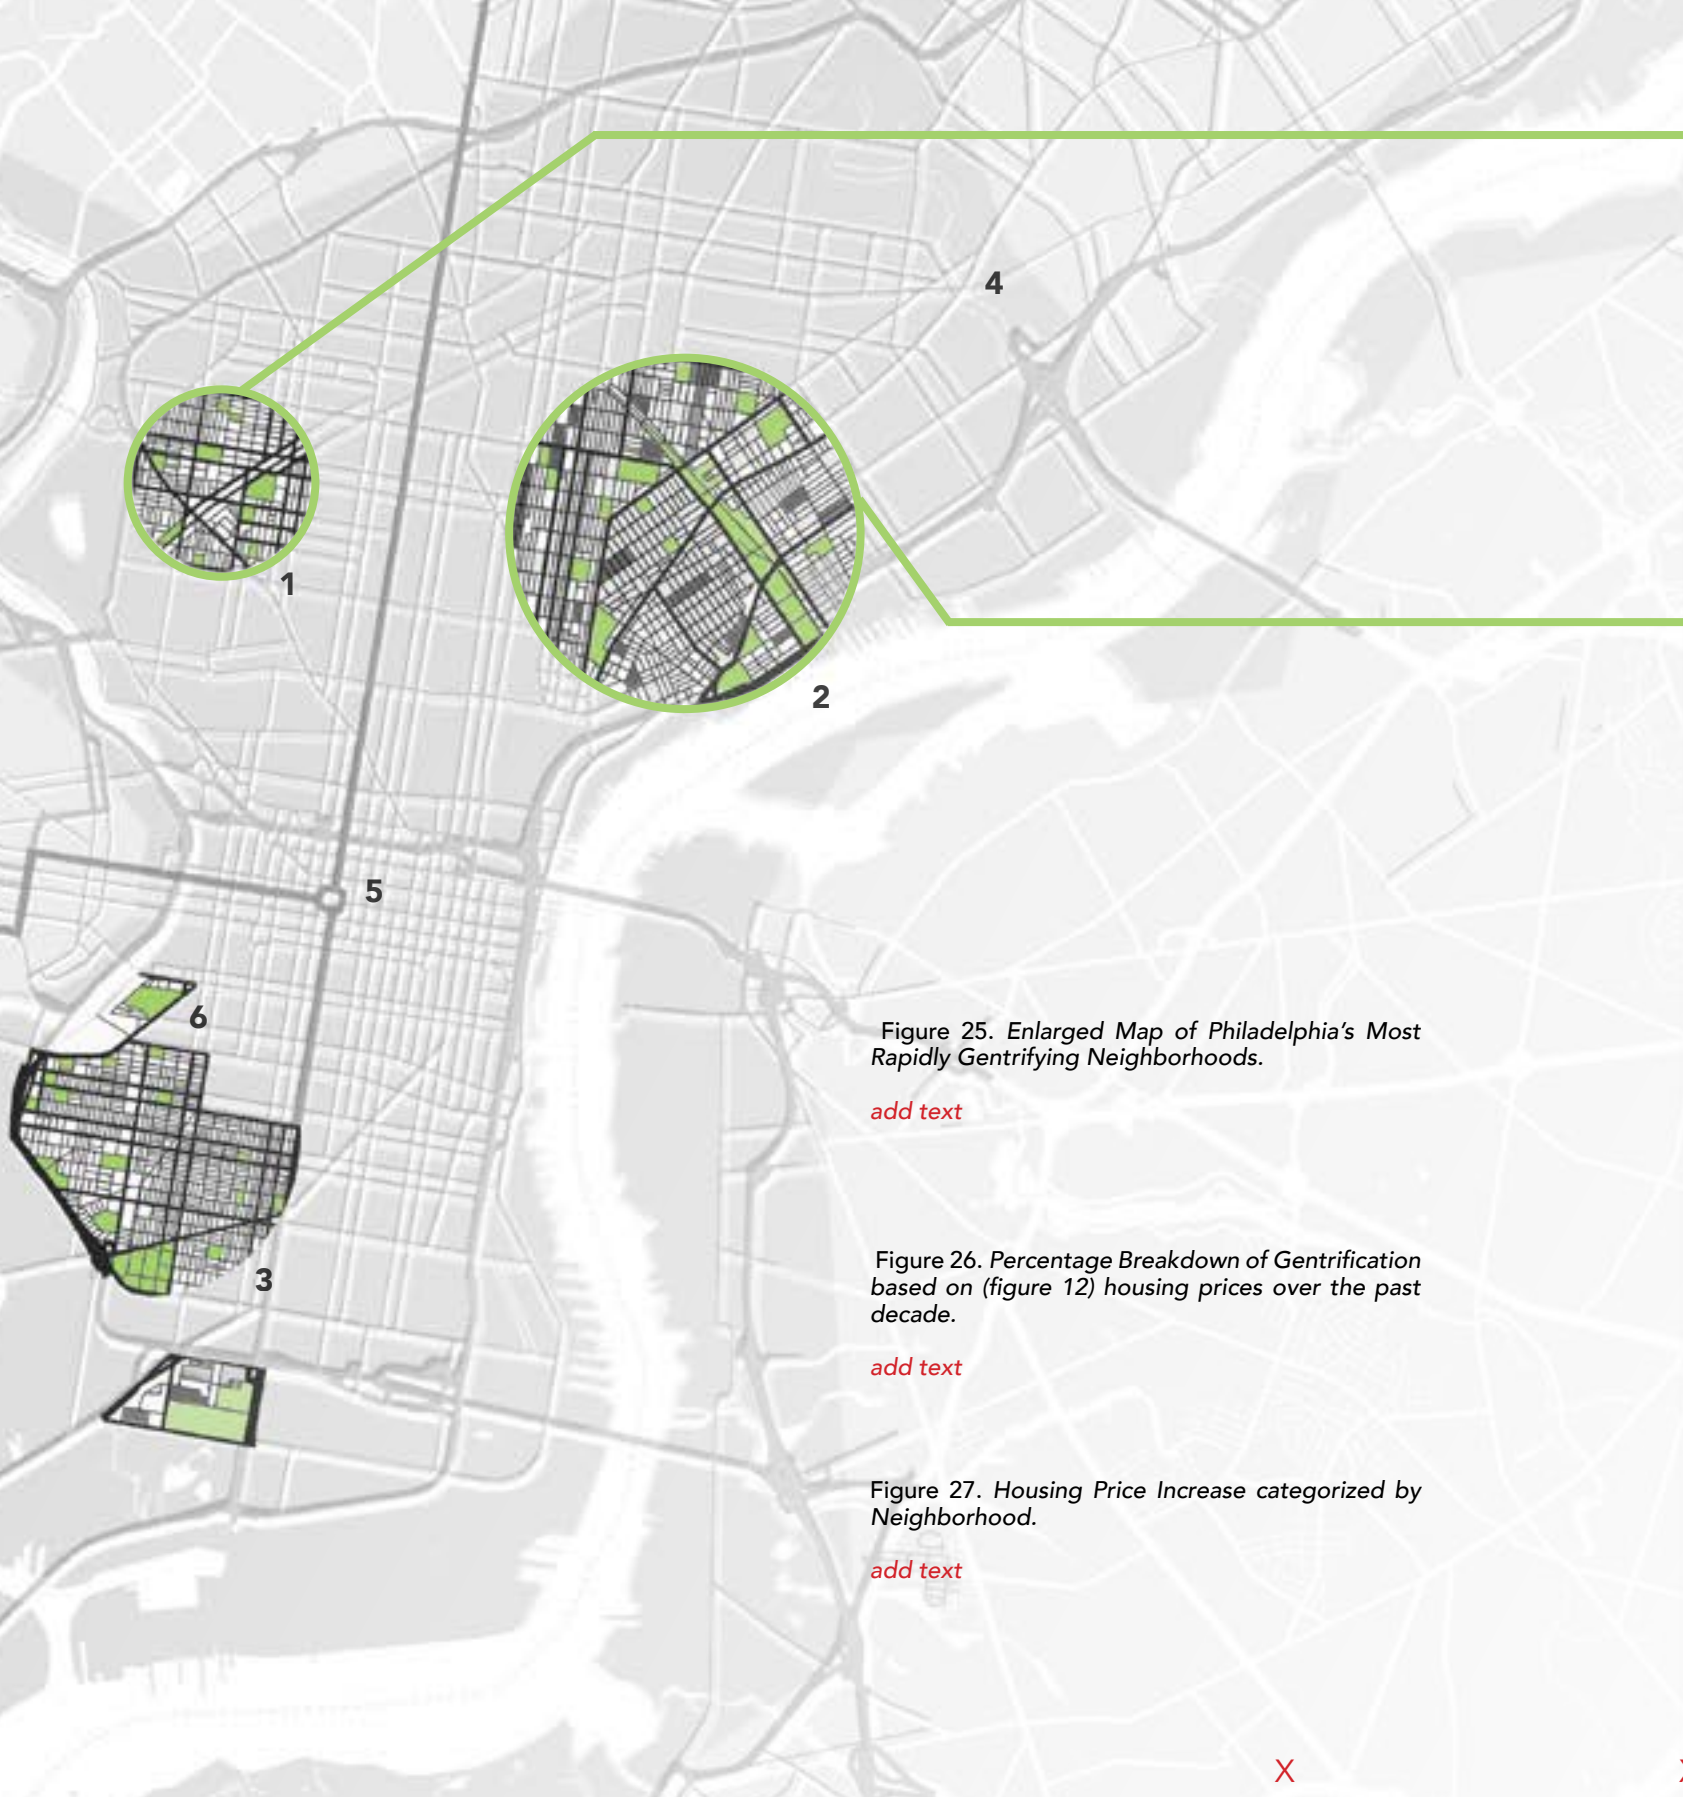 4
1
2
5
6
Figure 25. Enlarged Map of Philadelphia’s Most
Rapidly Gentrifying Neighborhoods.
add text
Figure 26. Percentage Breakdown of Gentrification
based on (figure 12) housing prices over the past
decade.
3
add text
Figure 27. Housing Price Increase categorized by
Neighborhood.
add text
X